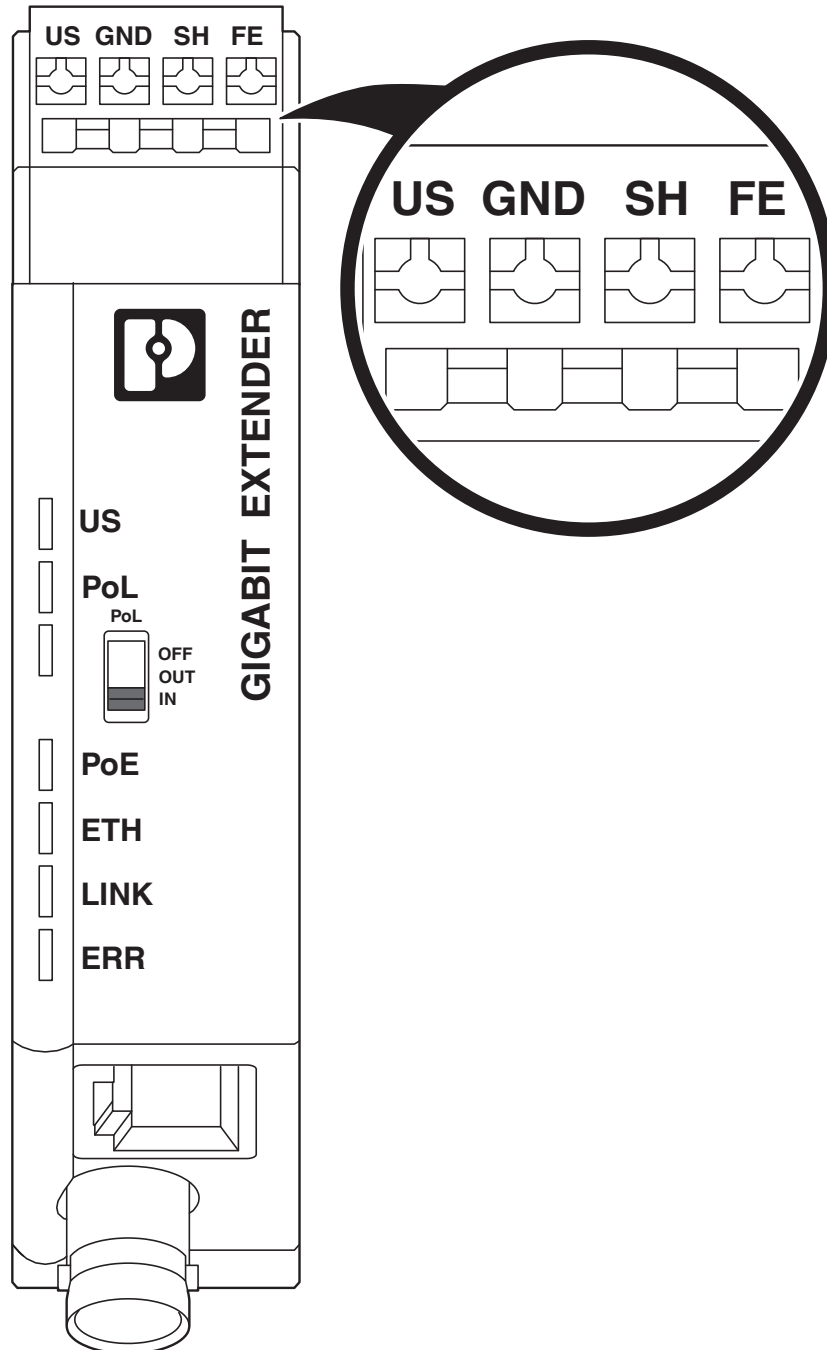 US GND SH FE
US GND SH FE
GIGABIT EXTENDER
US
PoL
PoL
OFF
OUT
IN
PoE
ETH
LINK
ERR